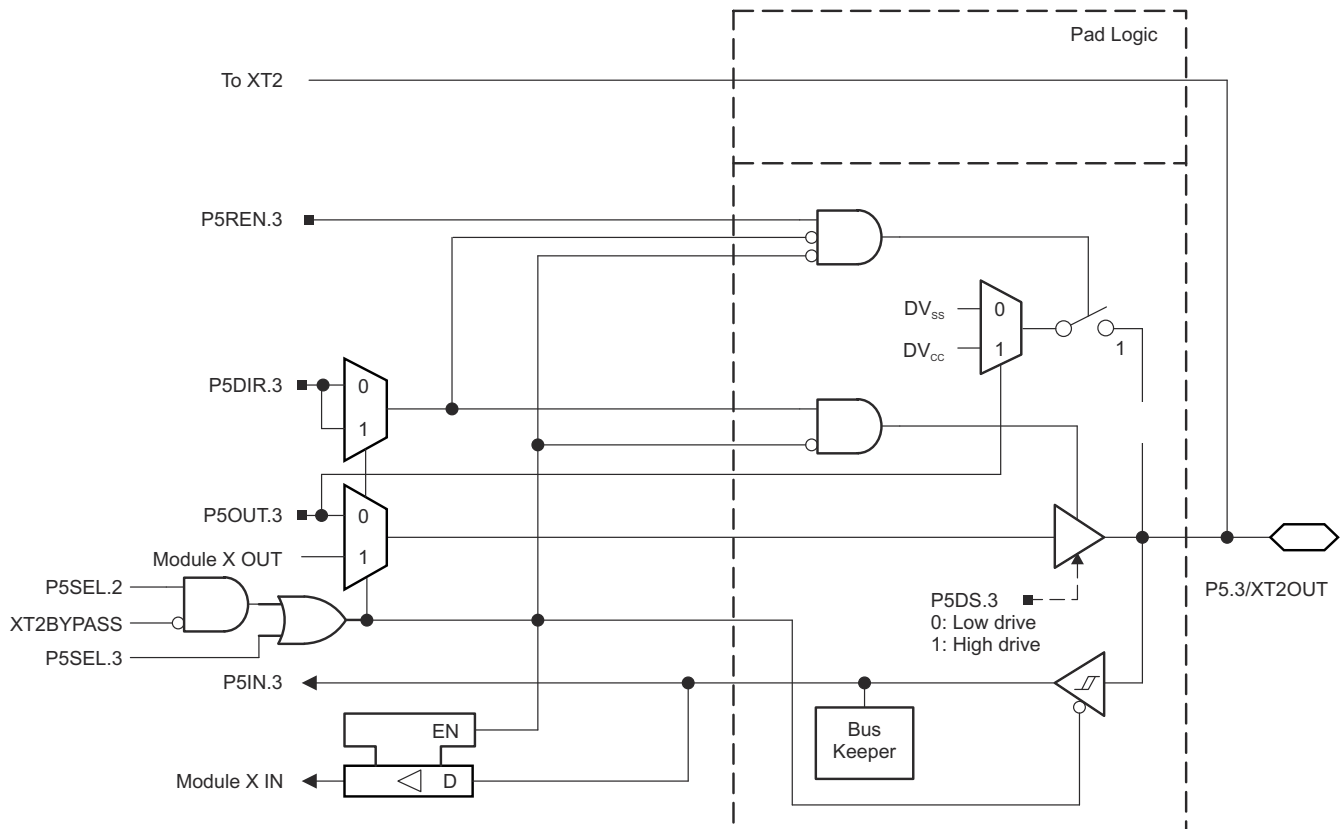 Pad Logic
To XT2
P5REN.3
DVSS
0
DVCC
1
1
P5DIR.3
0
1
P5OUT.3
0
Module X OUT
1
P5SEL.2
XT2BYPASS
P5SEL.3
P5DS.3
0: Low drive
1: High drive
P5.3/XT2OUT
P5IN.3
Bus
Keeper
EN
Module X IN
D